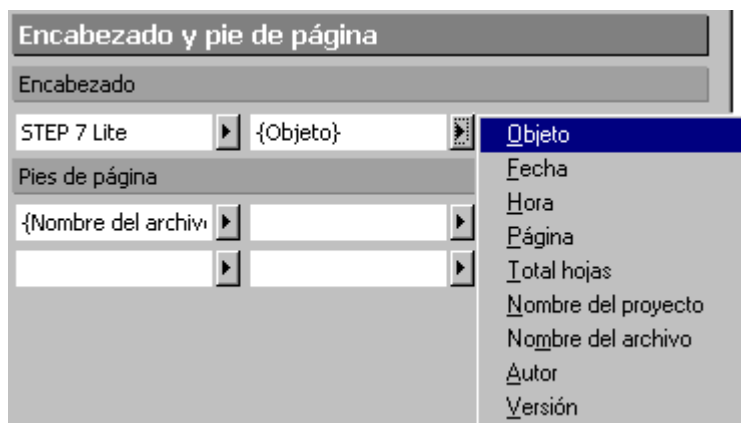 Encabezado y pie de página
Encabezado
STEP 7 Lite {Objeto}
Pies de página
{Nombre del archiv
Objeto
Fecha
Hora
Página
Total hojas
Nombre del proyecto
Nombre del archivo
Autor
Versión